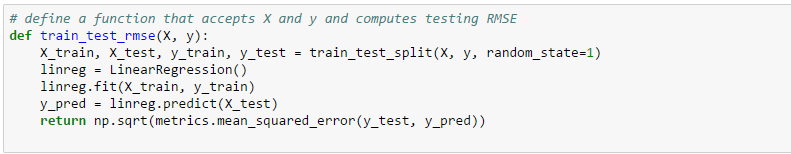 # define a function that accepts X and y and computes testing RMSE
def train_test_rmse(X, y):
    X_train, X_test, y_train, y_test = train_test_split(X, y, random_state=1)
    linreg = LinearRegression()
    linreg.fit(X_train, y_train)
    y_pred = linreg.predict(X_test)
    return np.sqrt(metrics.mean_squared_error(y_test, y_pred))